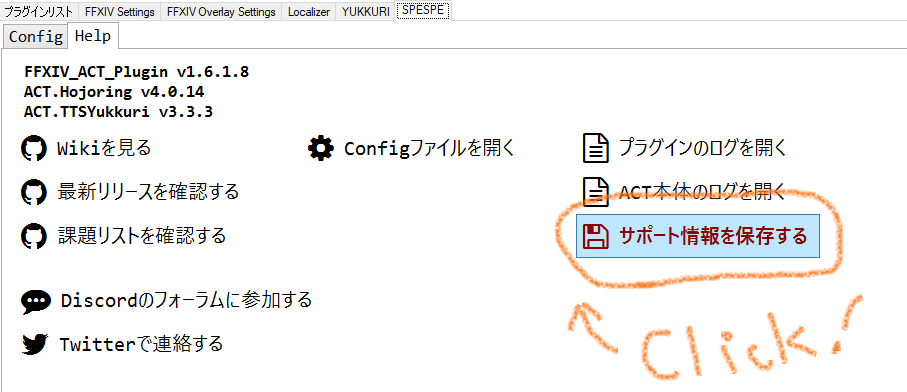 プラグインリスト FFXIV Settings FFXIV Overlay Settings Localizer YUKKURI SPESPE
Config Help
FFXIV_ACT_Plugin v1.6.1.8
ACT.Hojoring v4.0.14
ACT.TTSYukkuri v3.3.3
Wikiを見る Configファイルを開く プラグインのログを開く
最新リリースを確認する ACT本体のログを開く
課題リストを確認する サポート情報を保存する
Discordのフォーラムに参加する
Twitterで連絡する
Click!